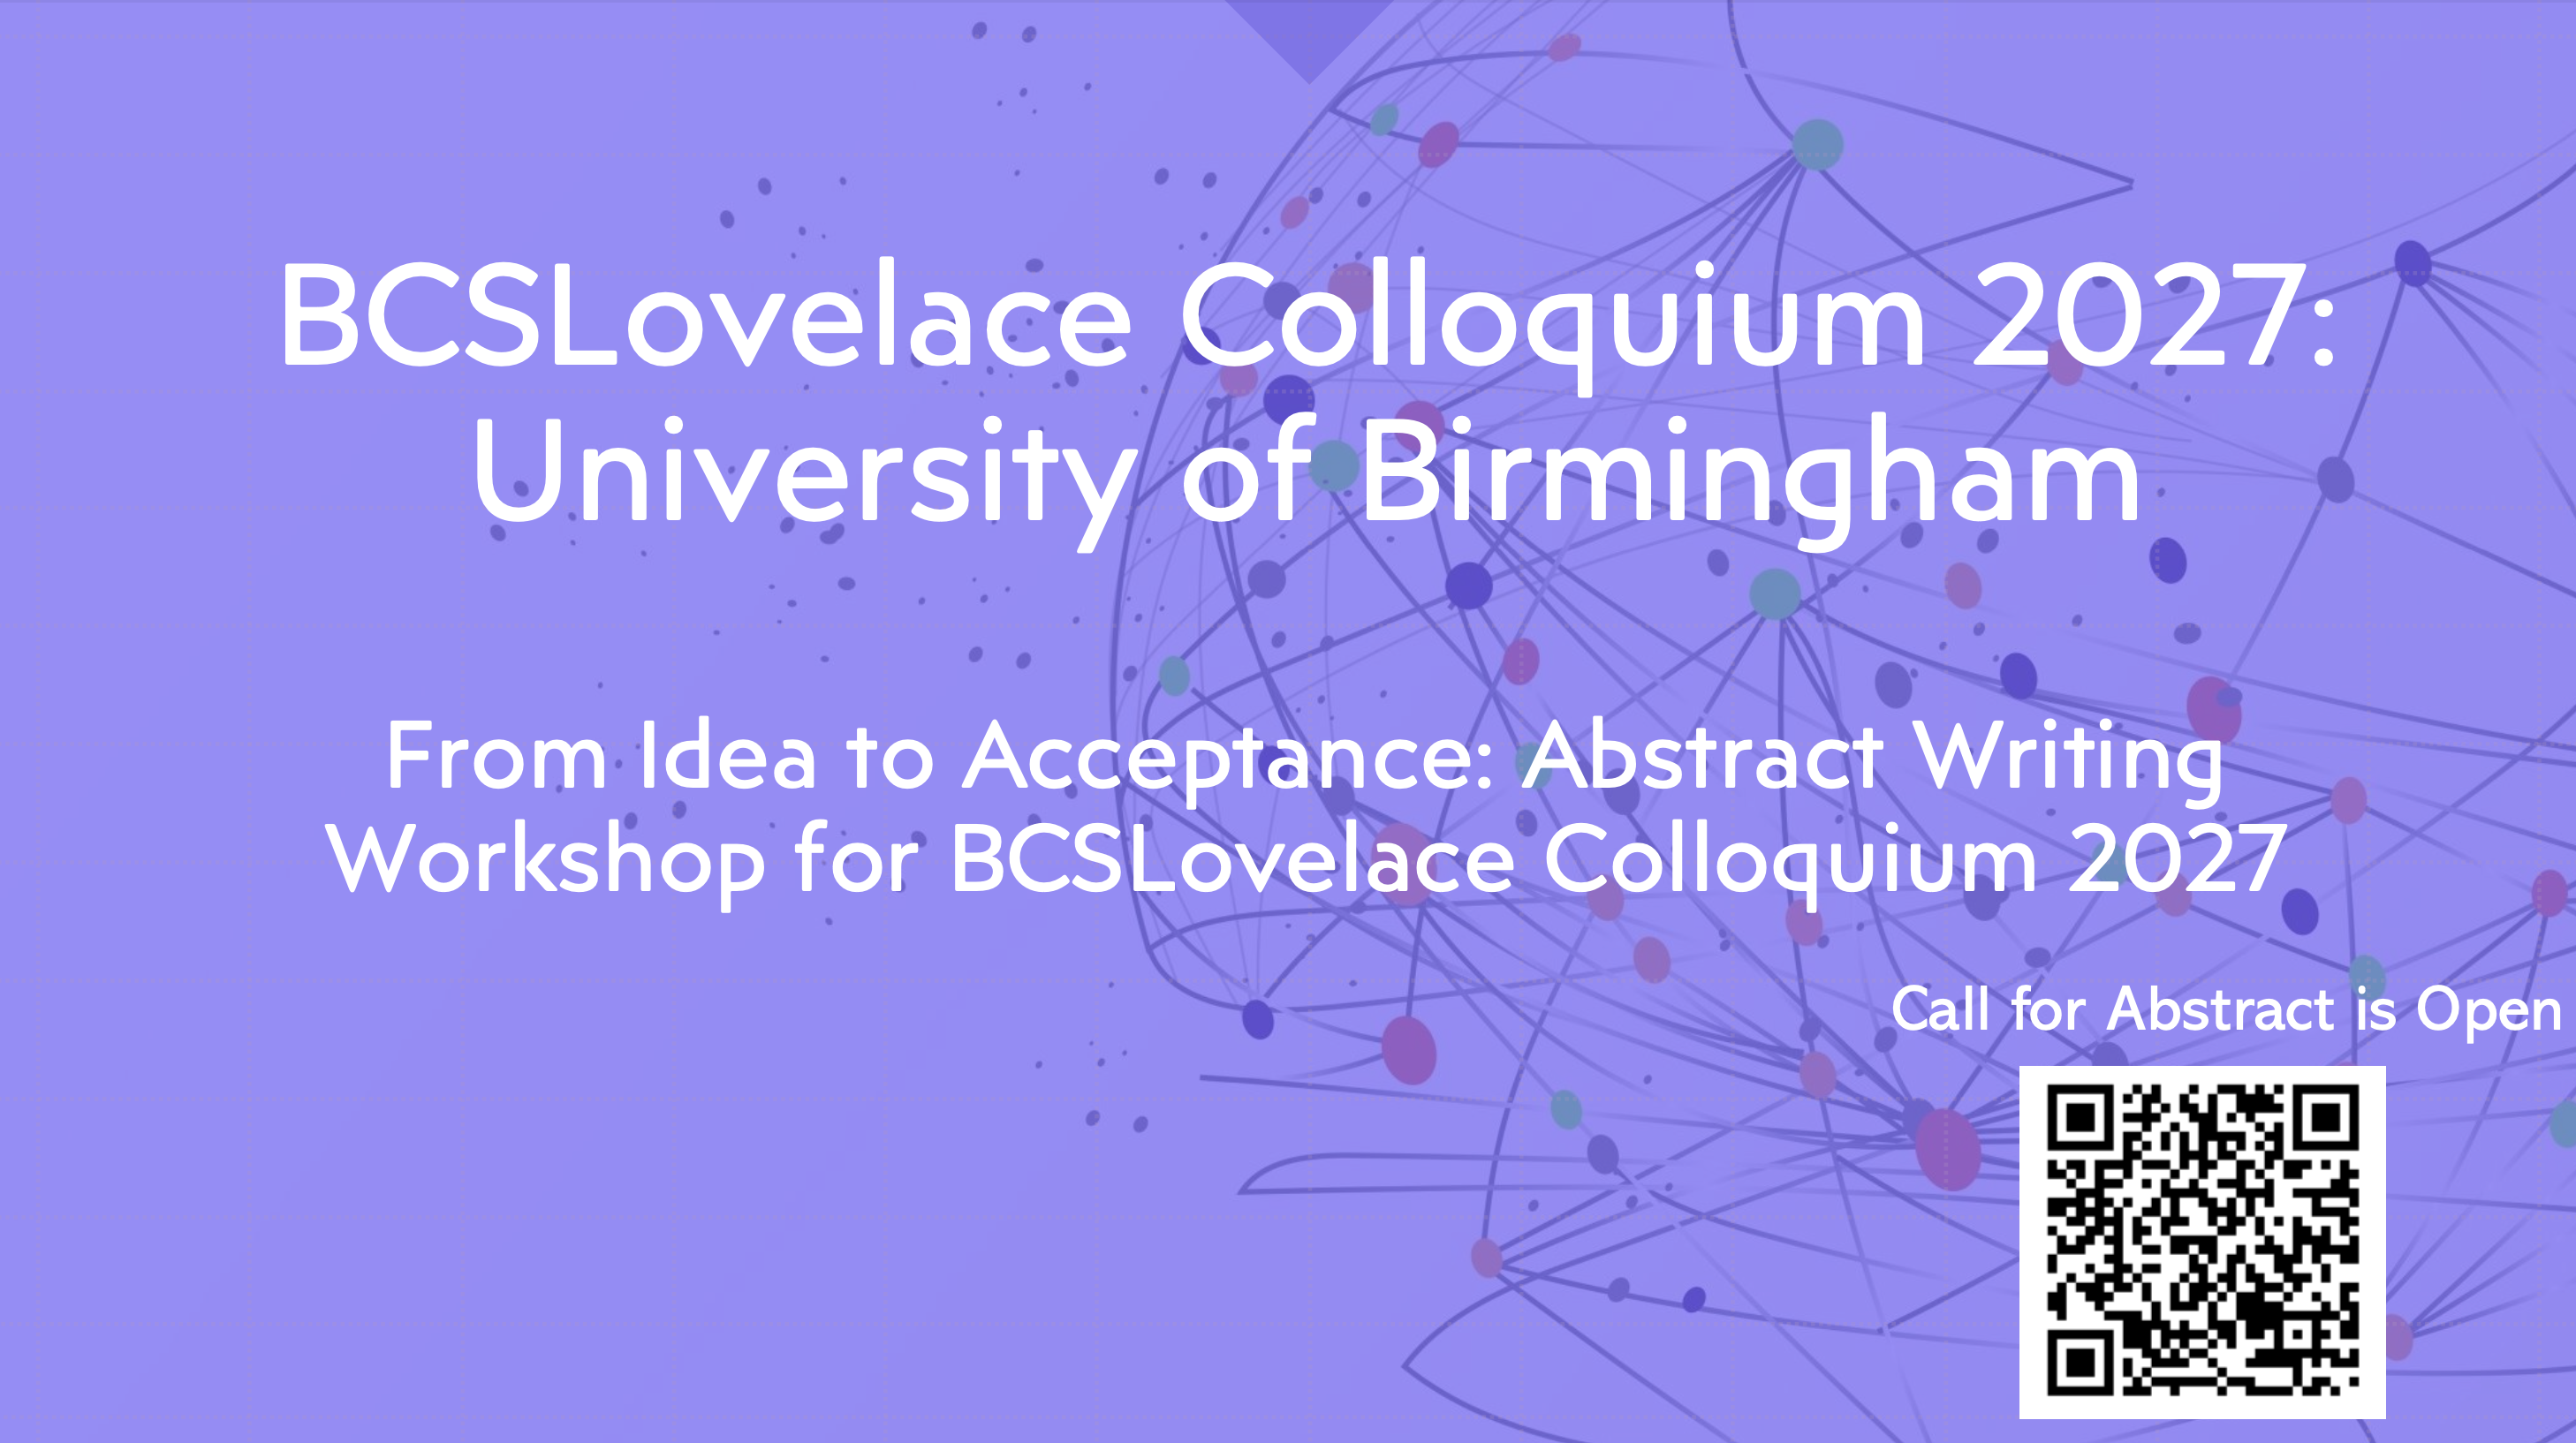 BCSLovelace Colloquium 2027:
University of Birmingham
From Idea to Acceptance: Abstract Writing
Workshop for BCSLovelace Colloquium 2027
Call for Abstract is Open